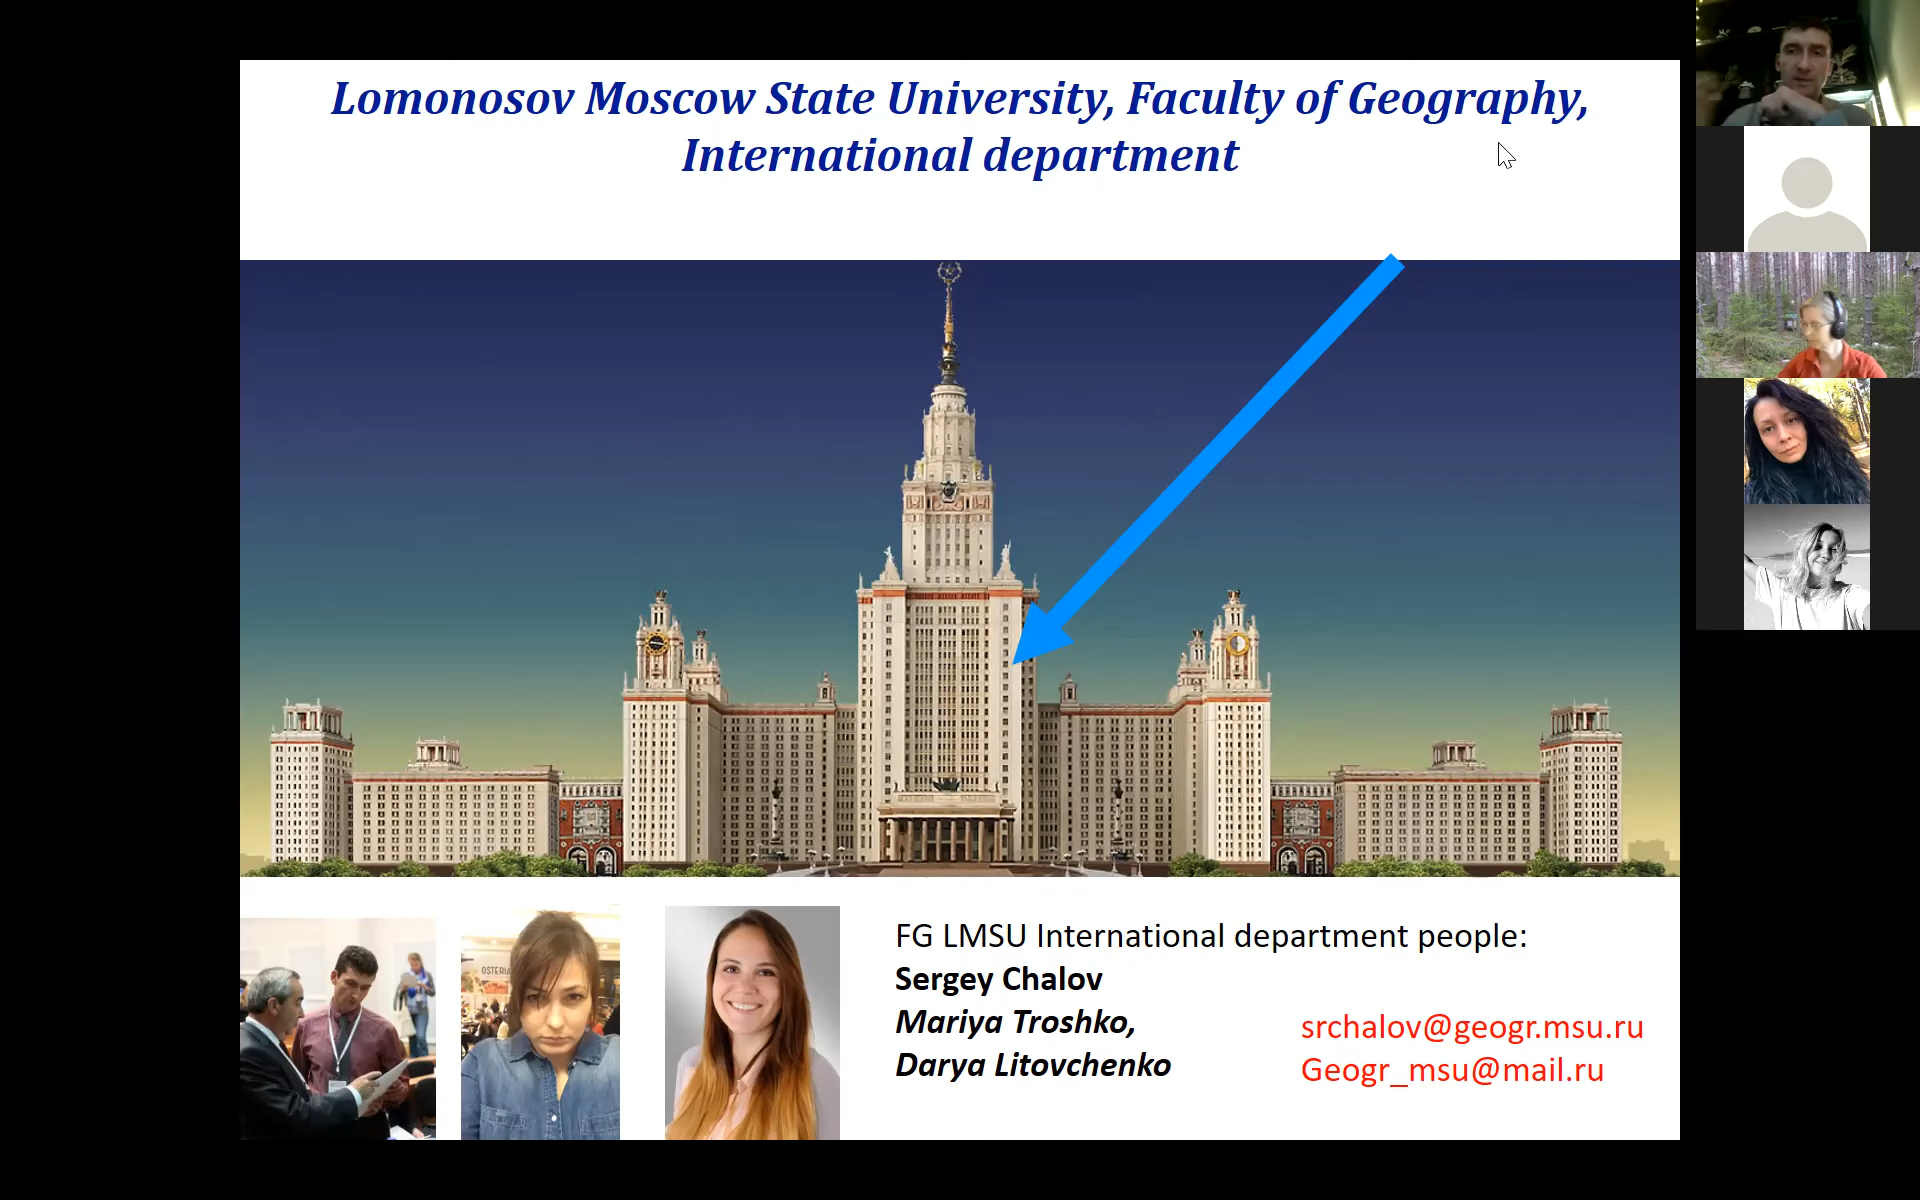 Lomonosov Moscow State University, Faculty of Geography,
International department
OSTERIA
FG LMSU International department people:
Sergey Chalov
Mariya Troshko,
Darya Litovchenko
srchalov@geogr.msu.ru
Geogr_msu@mail.ru